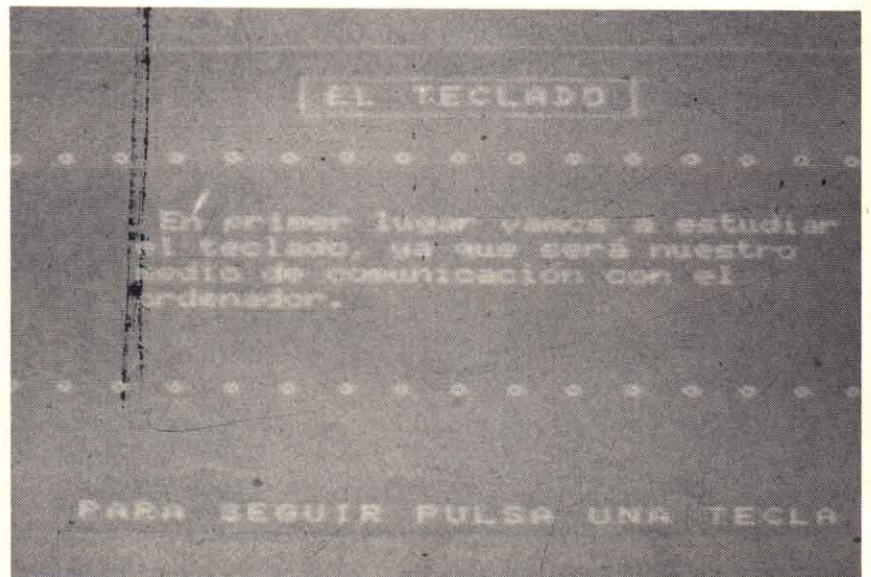 EL TECLADO
En primer lugar vamos a estudiar
el teclado, ya que será nuestro
medio de comunicación con el
ordenador.
PARA SEGUIR PULSA UNA TECLA